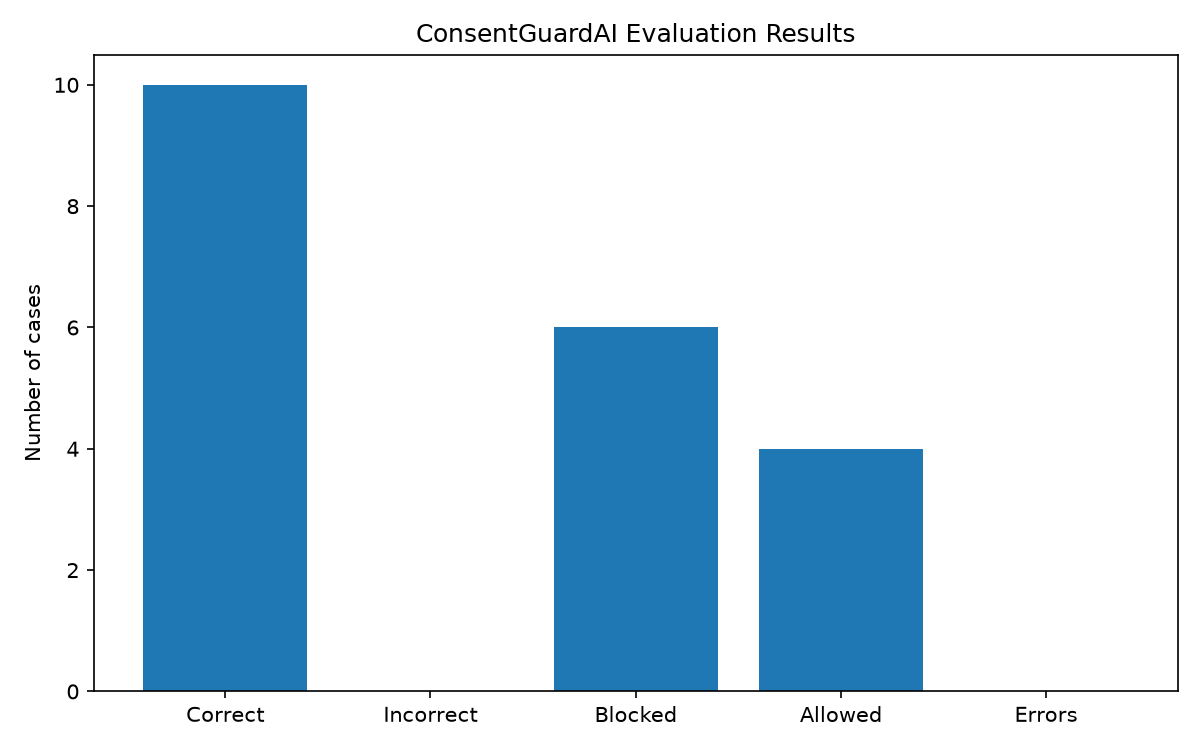 ConsentGuardAI Evaluation Results
Number of cases
10
8
6
4
2
0
Correct Incorrect Blocked Allowed Errors